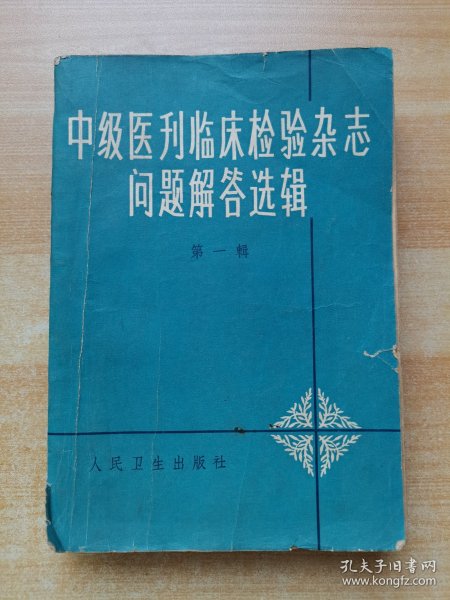 中级医刊临床检验杂志
问题解答选辑
第一輯
人民卫生出版社
孔夫子旧书网
www.kongfz.com